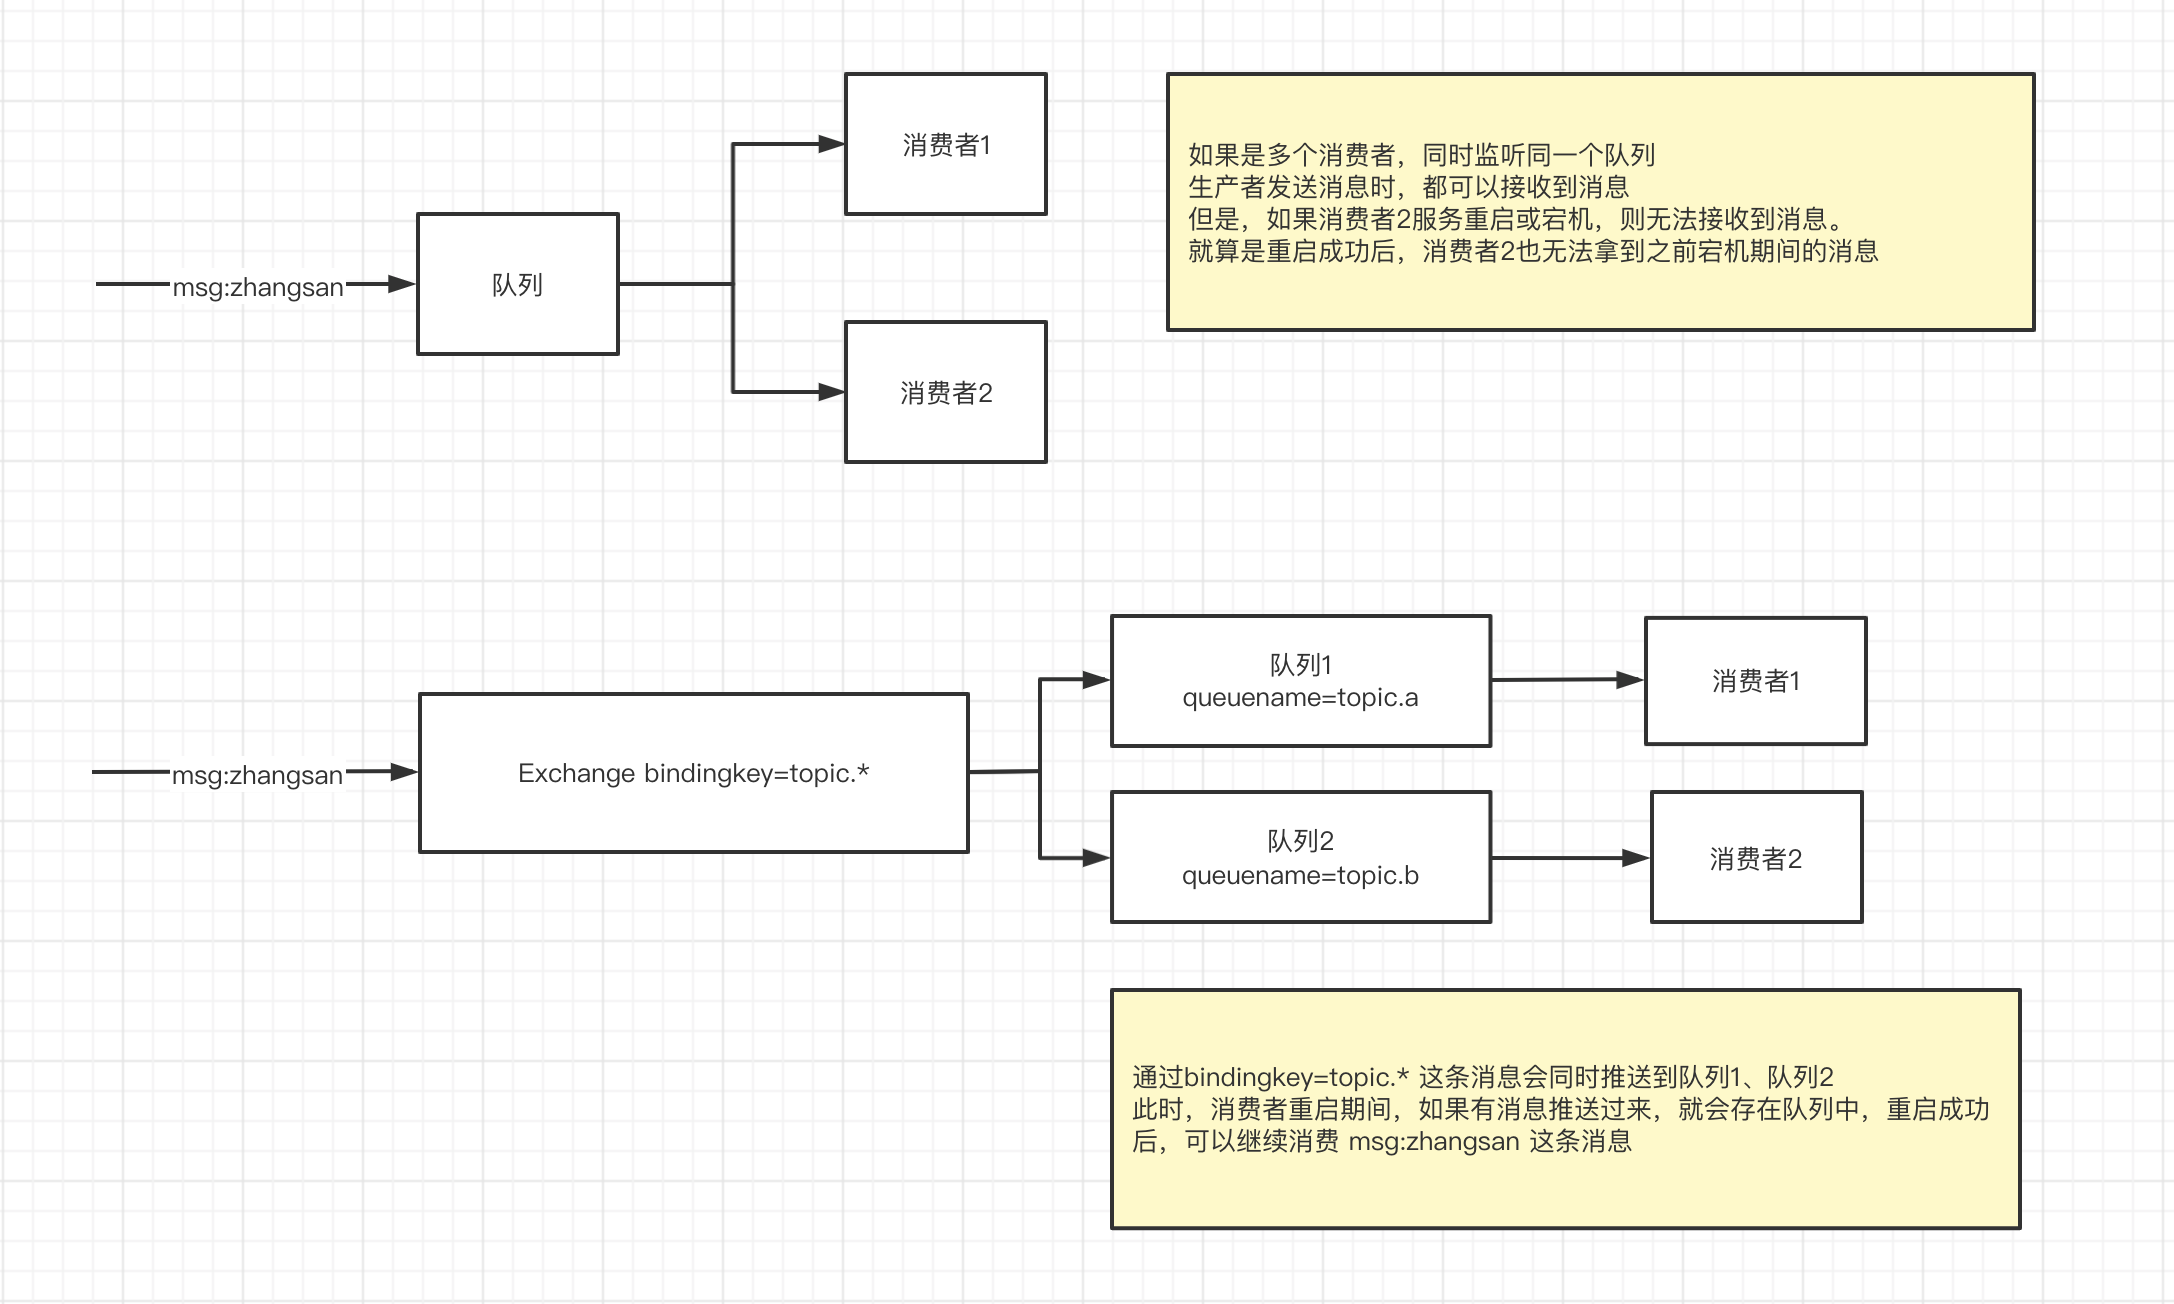 消费者1
如果是多个消费者，同时监听同一个队列
生产者发送消息时，都可以接收到消息
但是，如果消费者2服务重启或宕机，则无法接收到消息。
就算是重启成功后，消费者2也无法拿到之前宕机期间的消息
msg:zhangsan
队列
消费者2
队列1
queuename=topic.a
消费者1
msg:zhangsan
Exchange bindingkey=topic.*
队列2
queuename=topic.b
消费者2
通过bindingkey=topic.* 这条消息会同时推送到队列1、队列2
此时，消费者重启期间，如果有消息推送过来，就会存在队列中，重启成功
后，可以继续消费 msg:zhangsan 这条消息